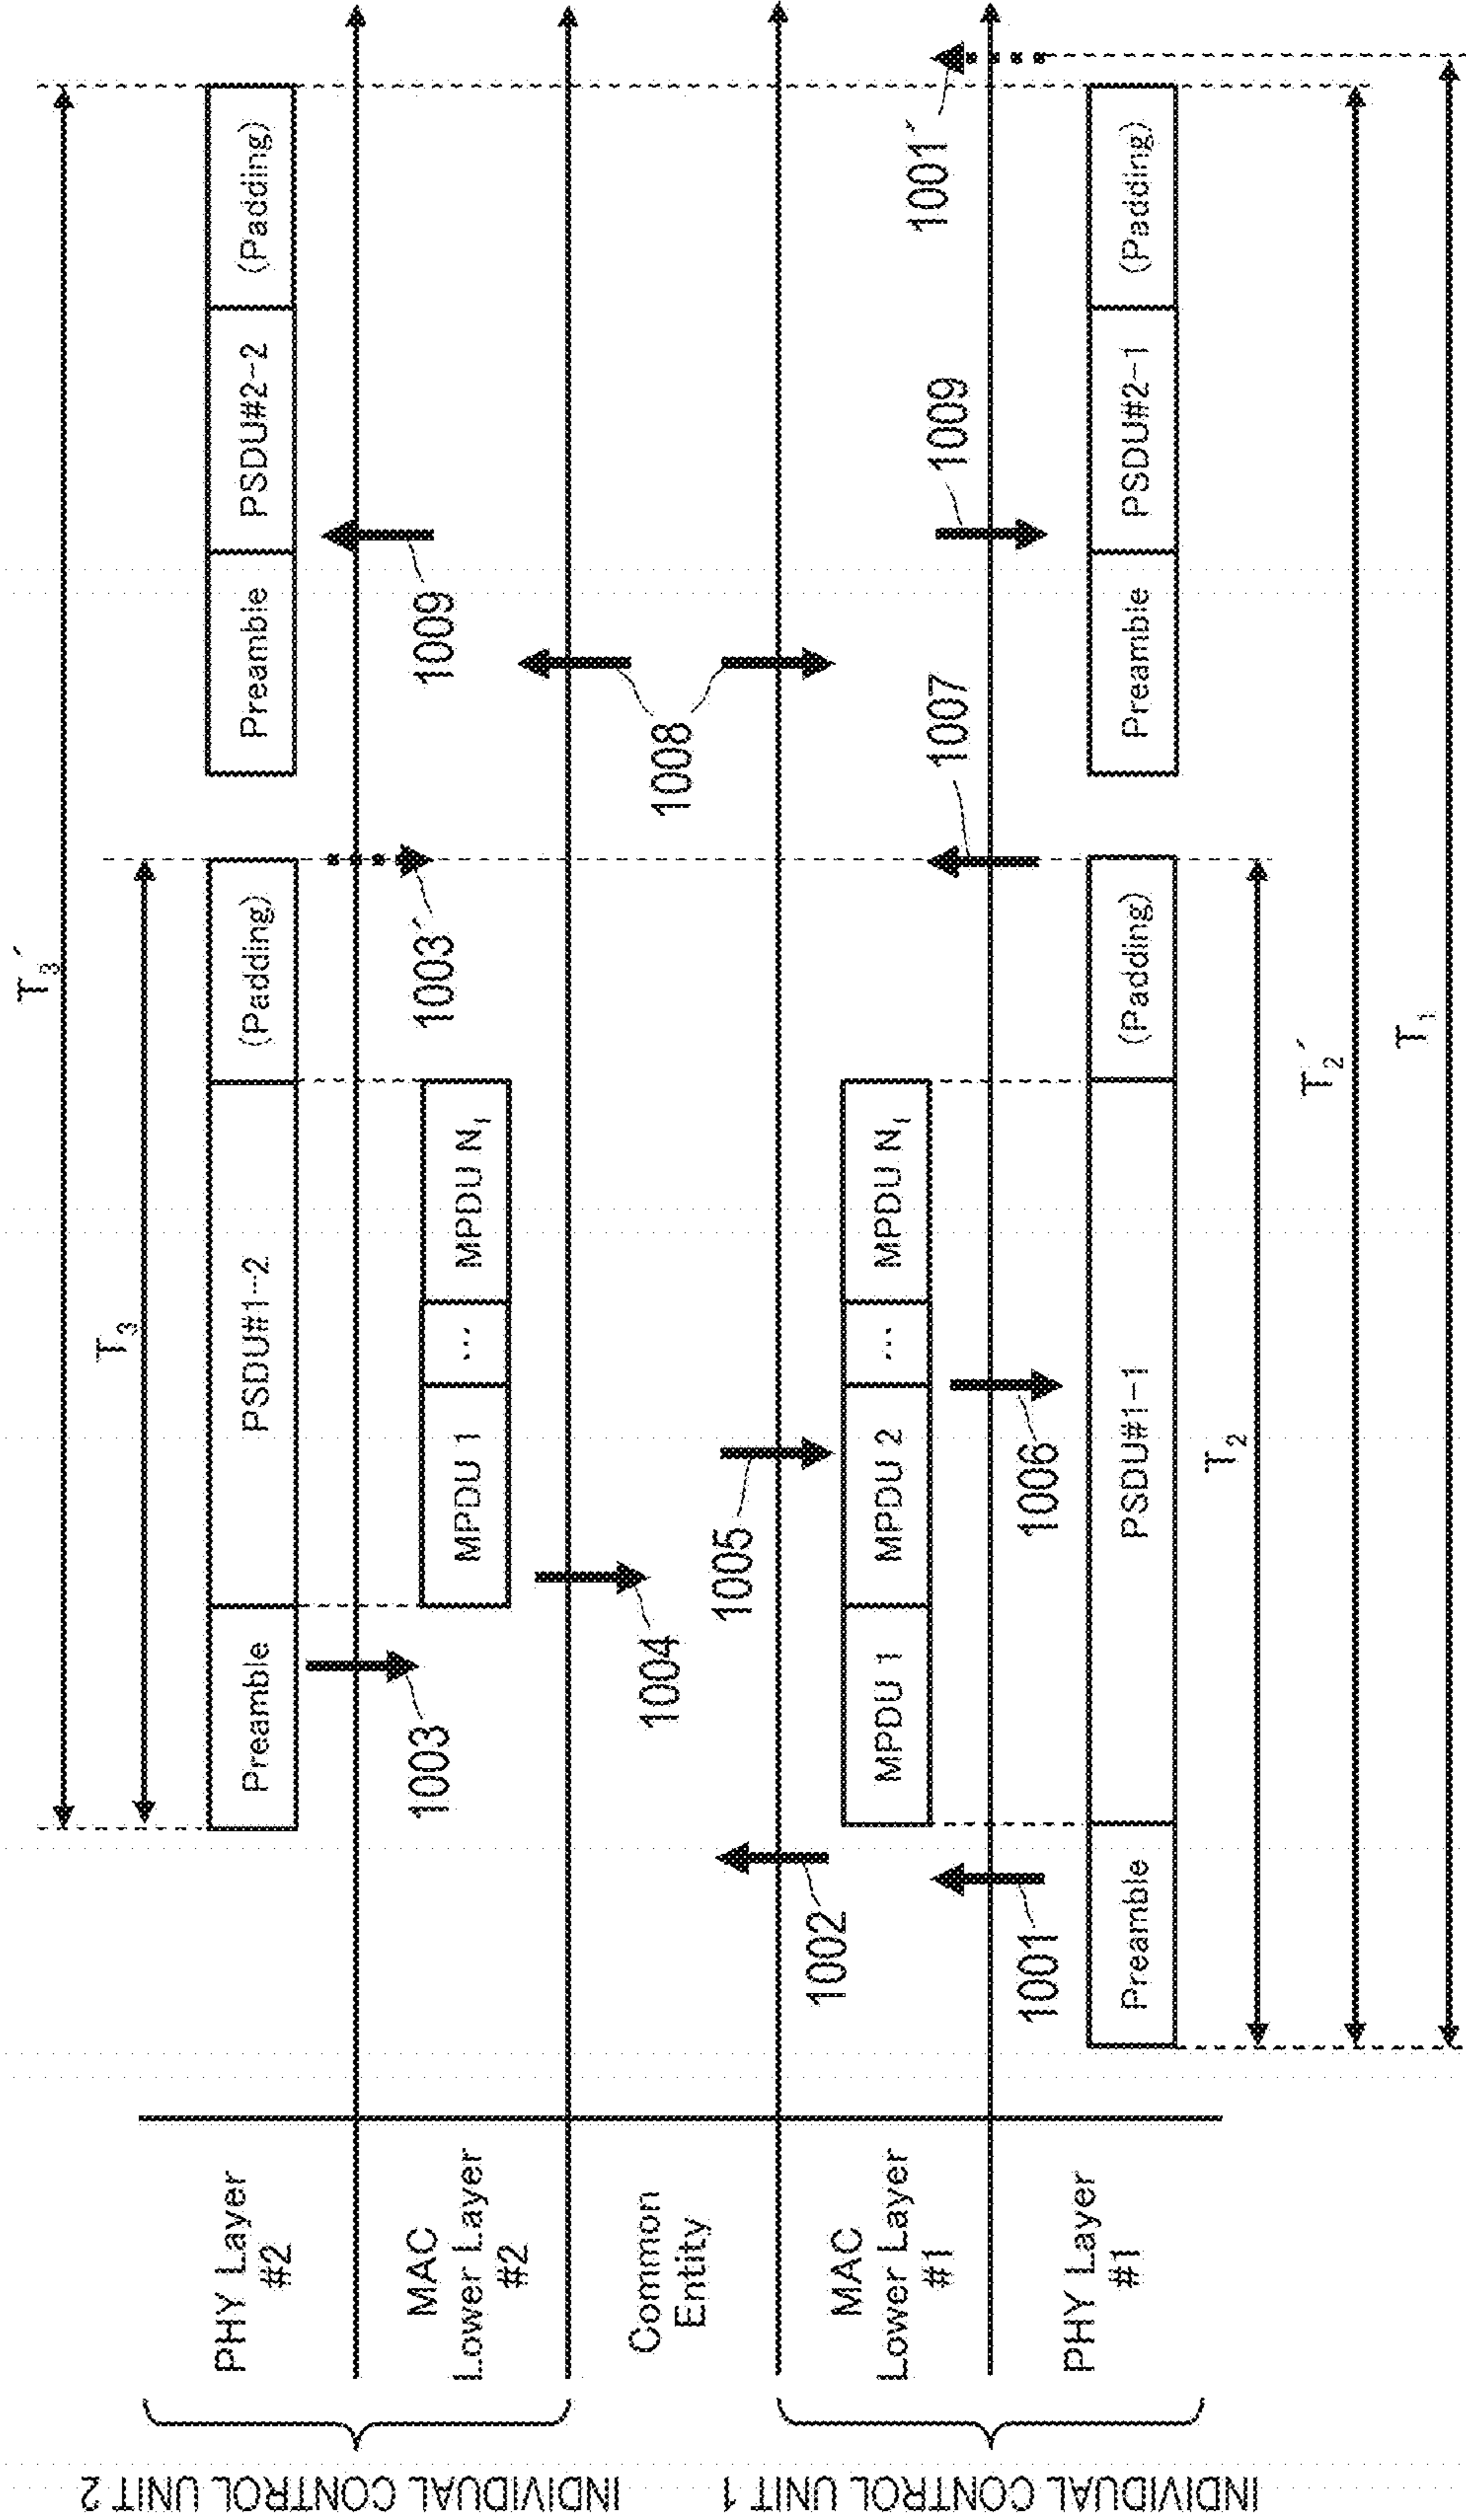 INDIVIDUAL CONTROL UNIT 2
INDIVIDUAL CONTROL UNIT 1
PHY Layer
#2
MAC
Lower Layer
#2
Common
Entity
MAC
Lower Layer
#1
PHY Layer
#1
T3´
T3
Preamble
PSDU#1-2
(Padding)
Preamble
PSDU#2-2
(Padding)
1003
1003´
1009
MPDU 1
...
MPDU Nl
1004
1008
1005
1002
MPDU 1
MPDU 2
...
MPDU Nl
1007
1009
1001´
1001
1006
Preamble
PSDU#1-1
(Padding)
Preamble
PSDU#2-1
(Padding)
T2
T2´
T1